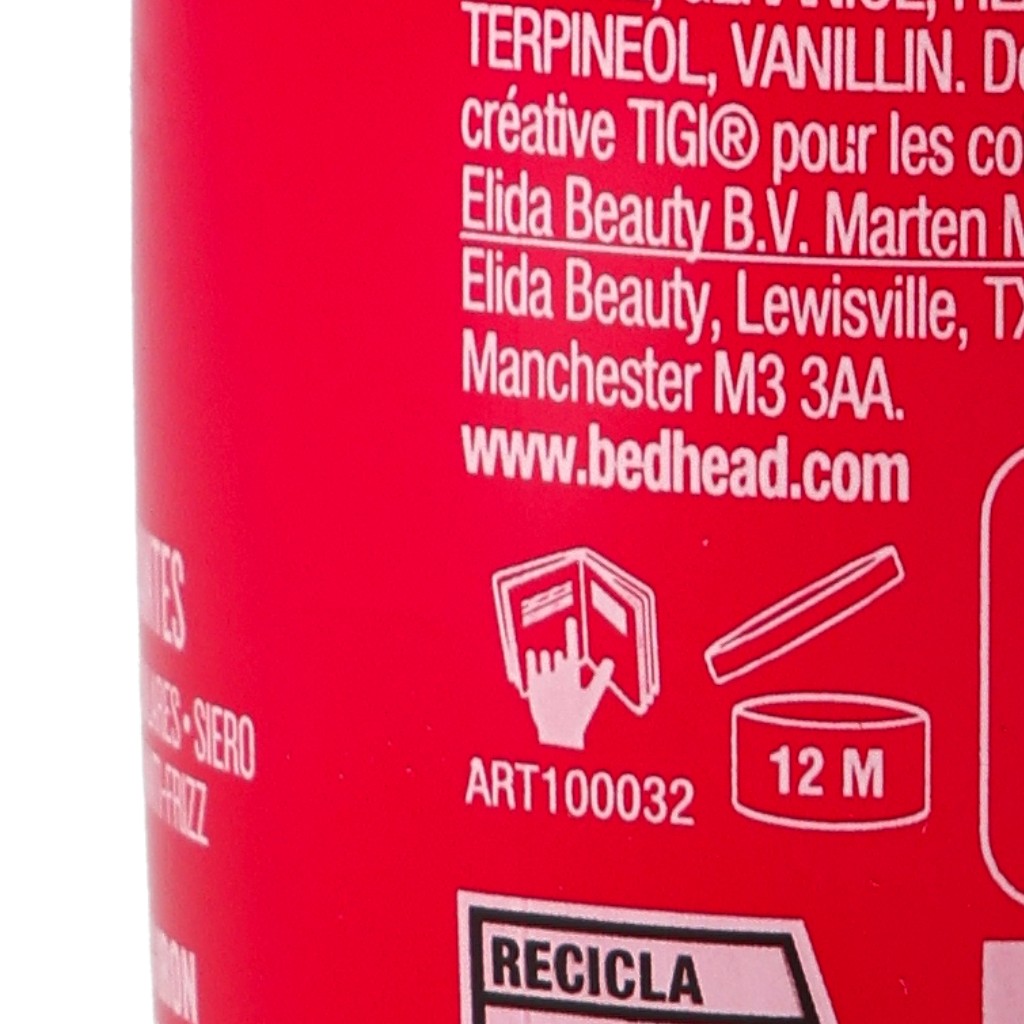 TERPINEOL, VANILLIN.
créative TIGI® pour les
Elida Beauty B.V. Marten
Elida Beauty, Lewisville, TX
Manchester M3 3AA.
www.bedhead.com
ART100032
12 M
RECICLA
SIERO